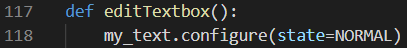 117 def editTextbox():
118     my_text.configure(state=NORMAL)